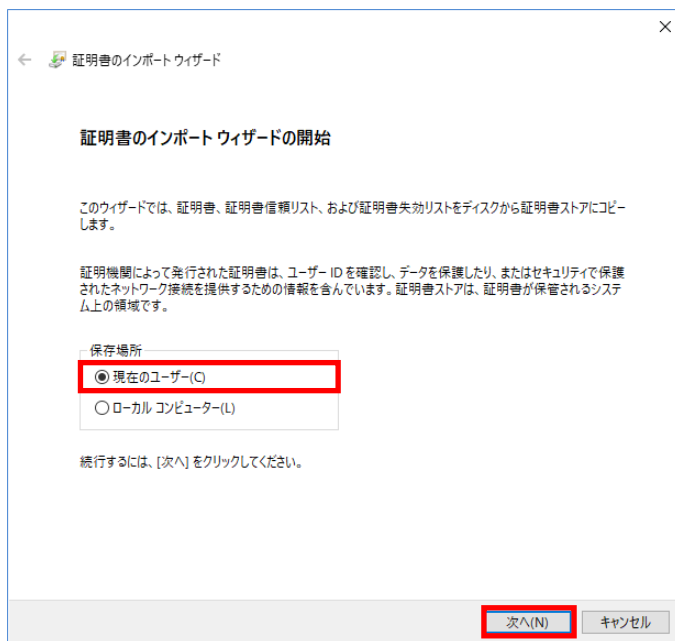 証明書のインポート ウィザード
証明書のインポート ウィザードの開始
このウィザードでは、証明書、証明書信頼リスト、および証明書失効リストをディスクから証明書ストアにコピー
します。
証明機関によって発行された証明書は、ユーザー ID を確認し、データを保護したり、またはセキュリティで保護
されたネットワーク接続を提供するための情報を含んでいます。証明書ストアは、証明書が保管されるシステ
ム上の領域です。
保存場所
現在のユーザー(C)
ローカル コンピューター(L)
続行するには、[次へ] をクリックしてください。
次へ(N)
キャンセル